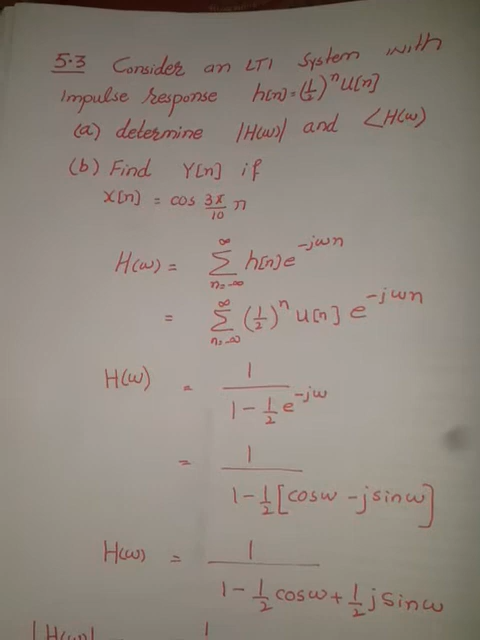 5.3 Consider an LTI System with
Impulse response h[n] = (1/2)^n U[n]
(a) determine |H(ω)| and ∠H(ω)
(b) Find Y[n] if
X[n] = cos 3π/10 n
H(ω) = ∑_{n=-∞}^{∞} h[n] e^{-jωn}
= ∑_{n=-∞}^{∞} (1/2)^n U[n] e^{-jωn}
H(ω) = 1 / (1 - 1/2 e^{-jω})
= 1 / (1 - 1/2 [cosω - j sinω])
H(ω) = 1 / (1 - 1/2 cosω + 1/2 j sinω)
|H(ω)| 1